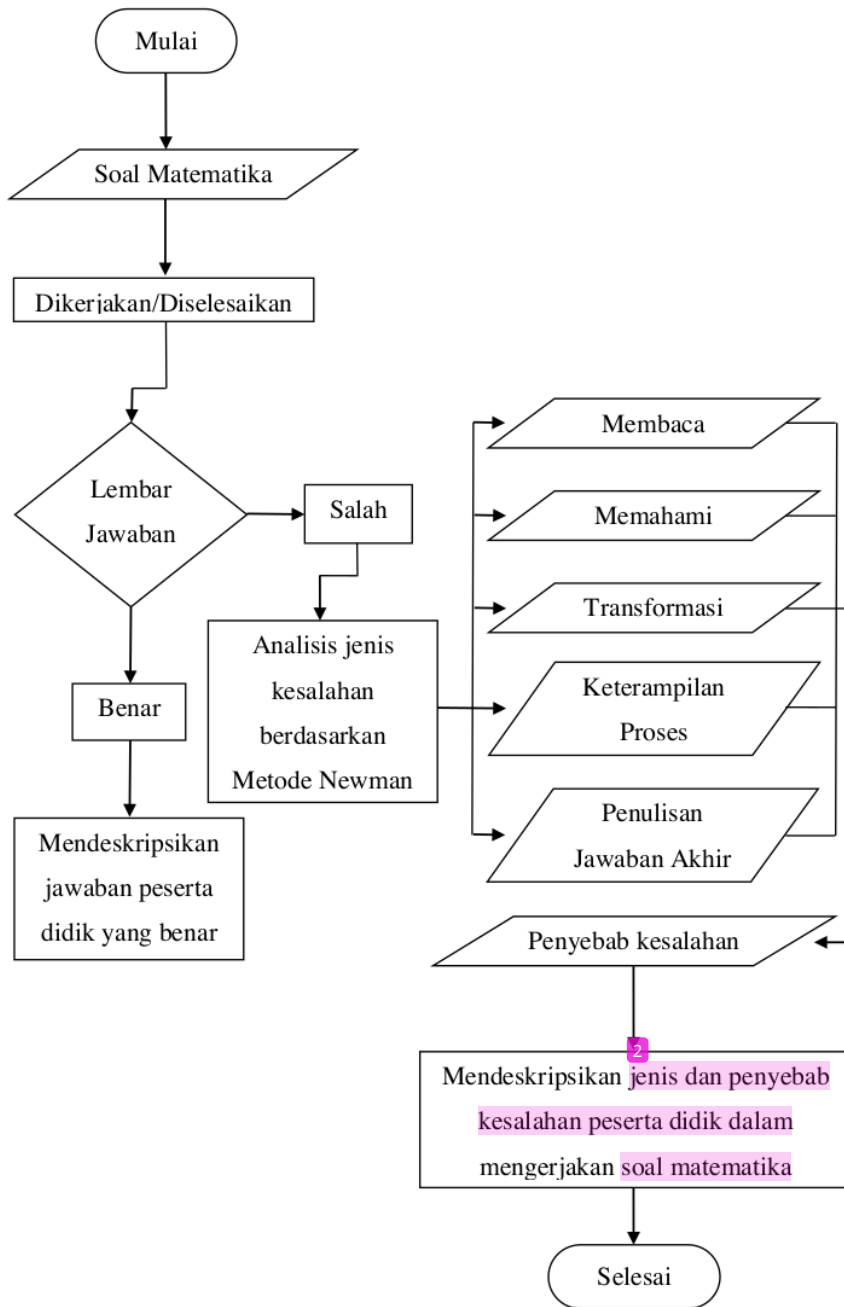 Mulai
Soal Matematika
Dikerjakan/Diselesaikan
Lembar
Jawaban
Salah
Benar
Mendeskripsikan
jawaban peserta
didik yang benar
Analisis jenis
kesalahan
berdasarkan
Metode Newman
Membaca
Memahami
Transformasi
Keterampilan
Proses
Penulisan
Jawaban Akhir
Penyebab kesalahan
2
Mendeskripsikan jenis dan penyebab
kesalahan peserta didik dalam
mengerjakan soal matematika
Selesai